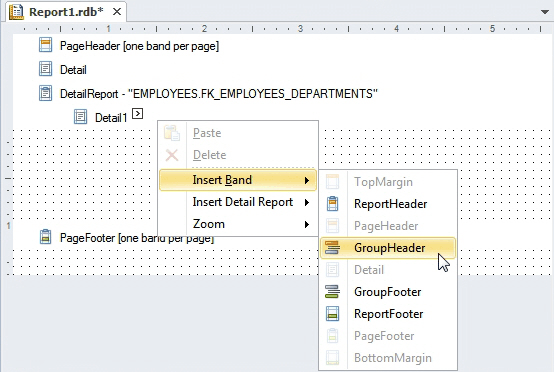 Report1.rdb*
1 2 3 4 5
PageHeader [one band per page]
Detail
DetailReport - "EMPLOYEES.FK_EMPLOYEES_DEPARTMENTS"
Detail1
Paste
Delete
Insert Band
Insert Detail Report
Zoom
TopMargin
ReportHeader
PageHeader
GroupHeader
Detail
GroupFooter
ReportFooter
PageFooter
BottomMargin
1
PageFooter [one band per page]